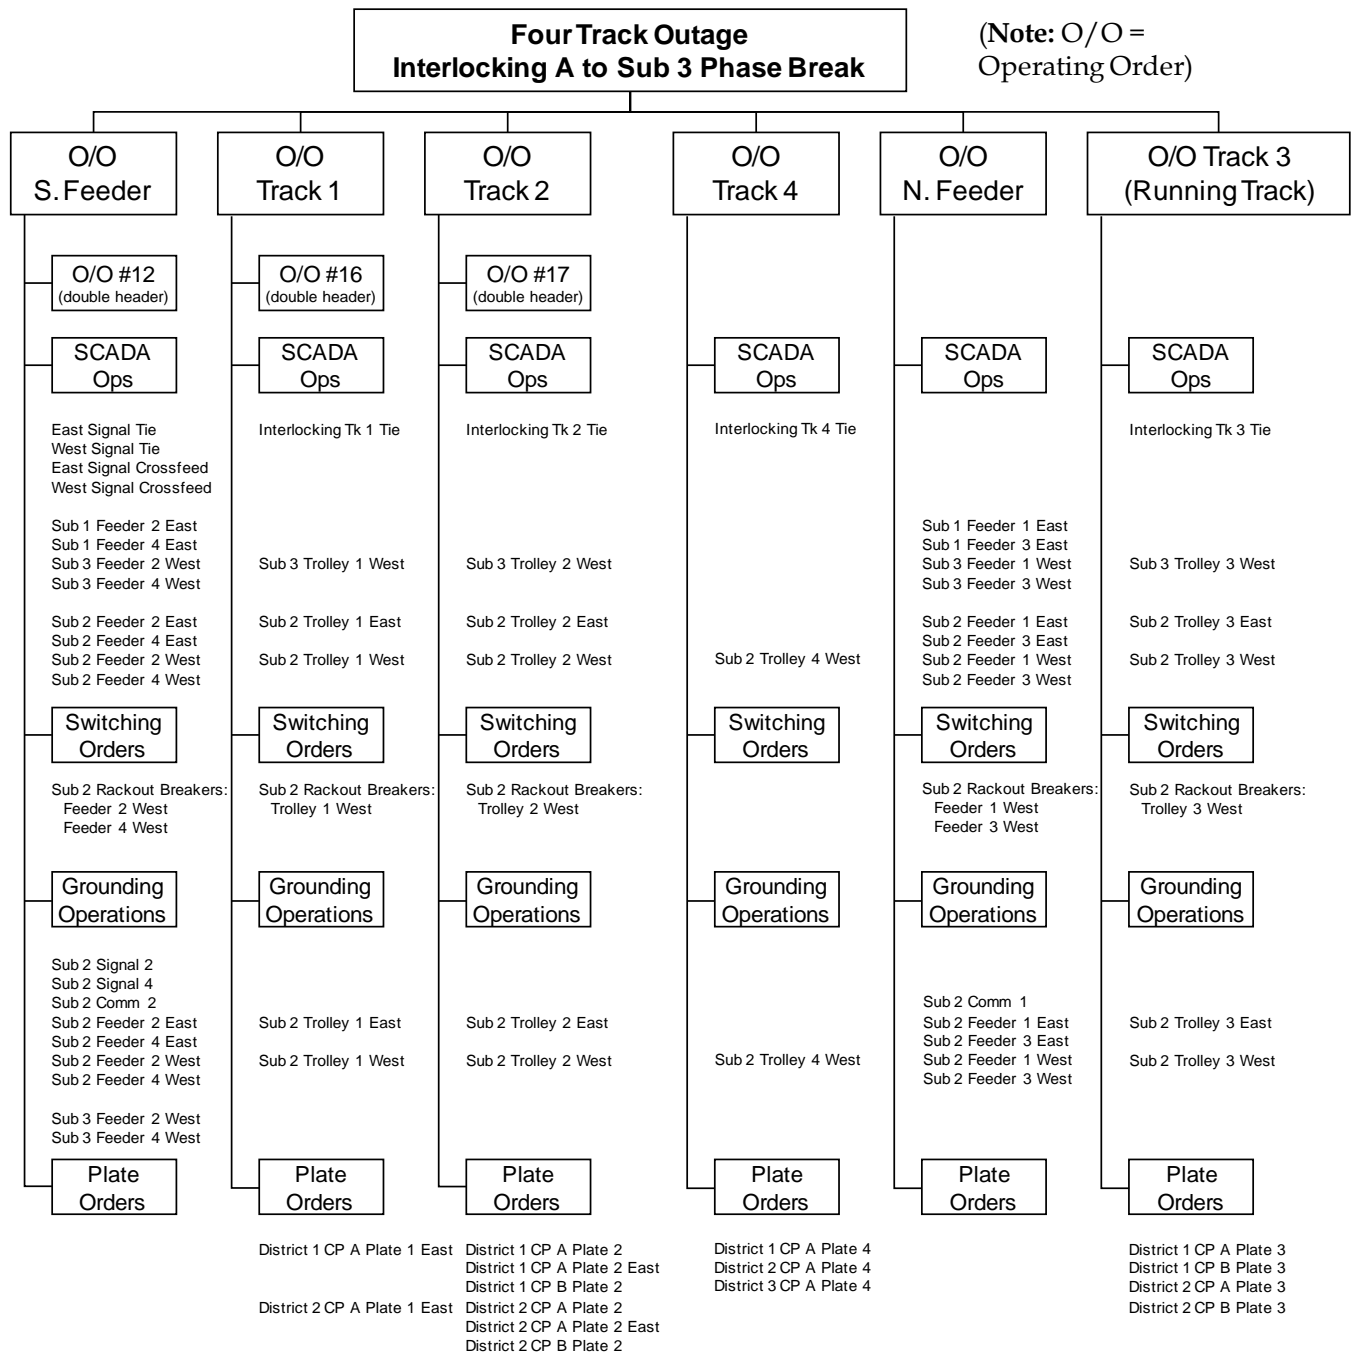 Four Track Outage
Interlocking A to Sub 3 Phase Break
(Note: O/O =
Operating Order)
O/O
S. Feeder
O/O #12
(double header)
SCADA
Ops
East Signal Tie
West Signal Tie
East Signal Crossfeed
West Signal Crossfeed
Sub 1 Feeder 2 East
Sub 1 Feeder 4 East
Sub 3 Feeder 2 West
Sub 3 Feeder 4 West
Sub 2 Feeder 2 East
Sub 2 Feeder 4 East
Sub 2 Feeder 2 West
Sub 2 Feeder 4 West
Switching
Orders
Sub 2 Rackout Breakers:
Feeder 2 West
Feeder 4 West
Grounding
Operations
Sub 2 Signal 2
Sub 2 Signal 4
Sub 2 Comm 2
Sub 2 Feeder 2 East
Sub 2 Feeder 4 East
Sub 2 Feeder 2 West
Sub 2 Feeder 4 West
Sub 3 Feeder 2 West
Sub 3 Feeder 4 West
Plate
Orders
O/O
Track 1
O/O #16
(double header)
SCADA
Ops
Interlocking Tk 1 Tie
Sub 3 Trolley 1 West
Sub 2 Trolley 1 East
Sub 2 Trolley 1 West
Switching
Orders
Sub 2 Rackout Breakers:
Trolley 1 West
Grounding
Operations
Sub 2 Trolley 1 East
Sub 2 Trolley 1 West
Plate
Orders
District 1 CP A Plate 1 East
District 2 CP A Plate 1 East
O/O
Track 2
O/O #17
(double header)
SCADA
Ops
Interlocking Tk 2 Tie
Sub 3 Trolley 2 West
Sub 2 Trolley 2 East
Sub 2 Trolley 2 West
Switching
Orders
Sub 2 Rackout Breakers:
Trolley 2 West
Grounding
Operations
Sub 2 Trolley 2 East
Sub 2 Trolley 2 West
Plate
Orders
District 1 CP A Plate 2
District 1 CP A Plate 2 East
District 1 CP B Plate 2
District 2 CP A Plate 2
District 2 CP A Plate 2 East
District 2 CP B Plate 2
O/O
Track 4
SCADA
Ops
Interlocking Tk 4 Tie
Sub 2 Trolley 4 West
Switching
Orders
Grounding
Operations
Sub 2 Trolley 4 West
Plate
Orders
District 1 CP A Plate 4
District 2 CP A Plate 4
District 3 CP A Plate 4
O/O
N. Feeder
SCADA
Ops
Sub 1 Feeder 1 East
Sub 1 Feeder 3 East
Sub 3 Feeder 1 West
Sub 3 Feeder 3 West
Sub 2 Feeder 1 East
Sub 2 Feeder 3 East
Sub 2 Feeder 1 West
Sub 2 Feeder 3 West
Switching
Orders
Sub 2 Rackout Breakers:
Feeder 1 West
Feeder 3 West
Grounding
Operations
Sub 2 Comm 1
Sub 2 Feeder 1 East
Sub 2 Feeder 3 East
Sub 2 Feeder 1 West
Sub 2 Feeder 3 West
Plate
Orders
O/O Track 3
(Running Track)
SCADA
Ops
Interlocking Tk 3 Tie
Sub 3 Trolley 3 West
Sub 2 Trolley 3 East
Sub 2 Trolley 3 West
Switching
Orders
Sub 2 Rackout Breakers:
Trolley 3 West
Grounding
Operations
Sub 2 Trolley 3 East
Sub 2 Trolley 3 West
Plate
Orders
District 1 CP A Plate 3
District 1 CP B Plate 3
District 2 CP A Plate 3
District 2 CP B Plate 3